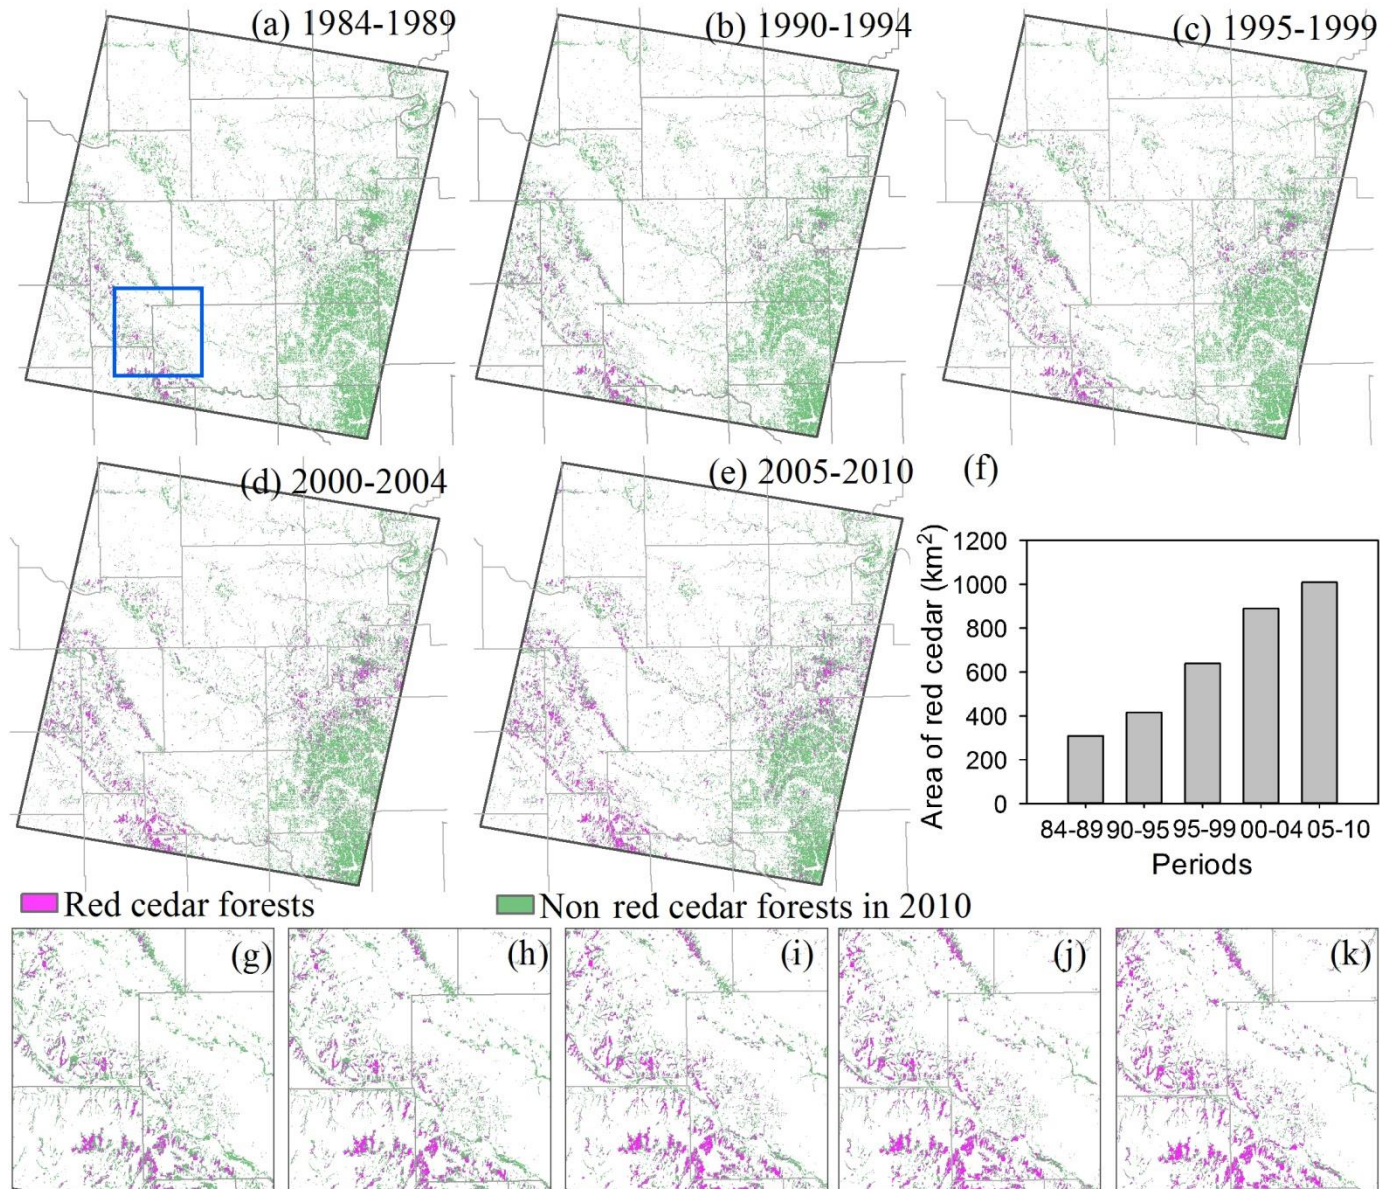 (a) 1984-1989
(b) 1990-1994
(c) 1995-1999
(d) 2000-2004
(e) 2005-2010
(f)
Area of red cedar (km²)
1200
1000
800
600
400
200
0
84-89 90-95 95-99 00-04 05-10
Periods
Red cedar forests
Non red cedar forests in 2010
(g)
(h)
(i)
(j)
(k)